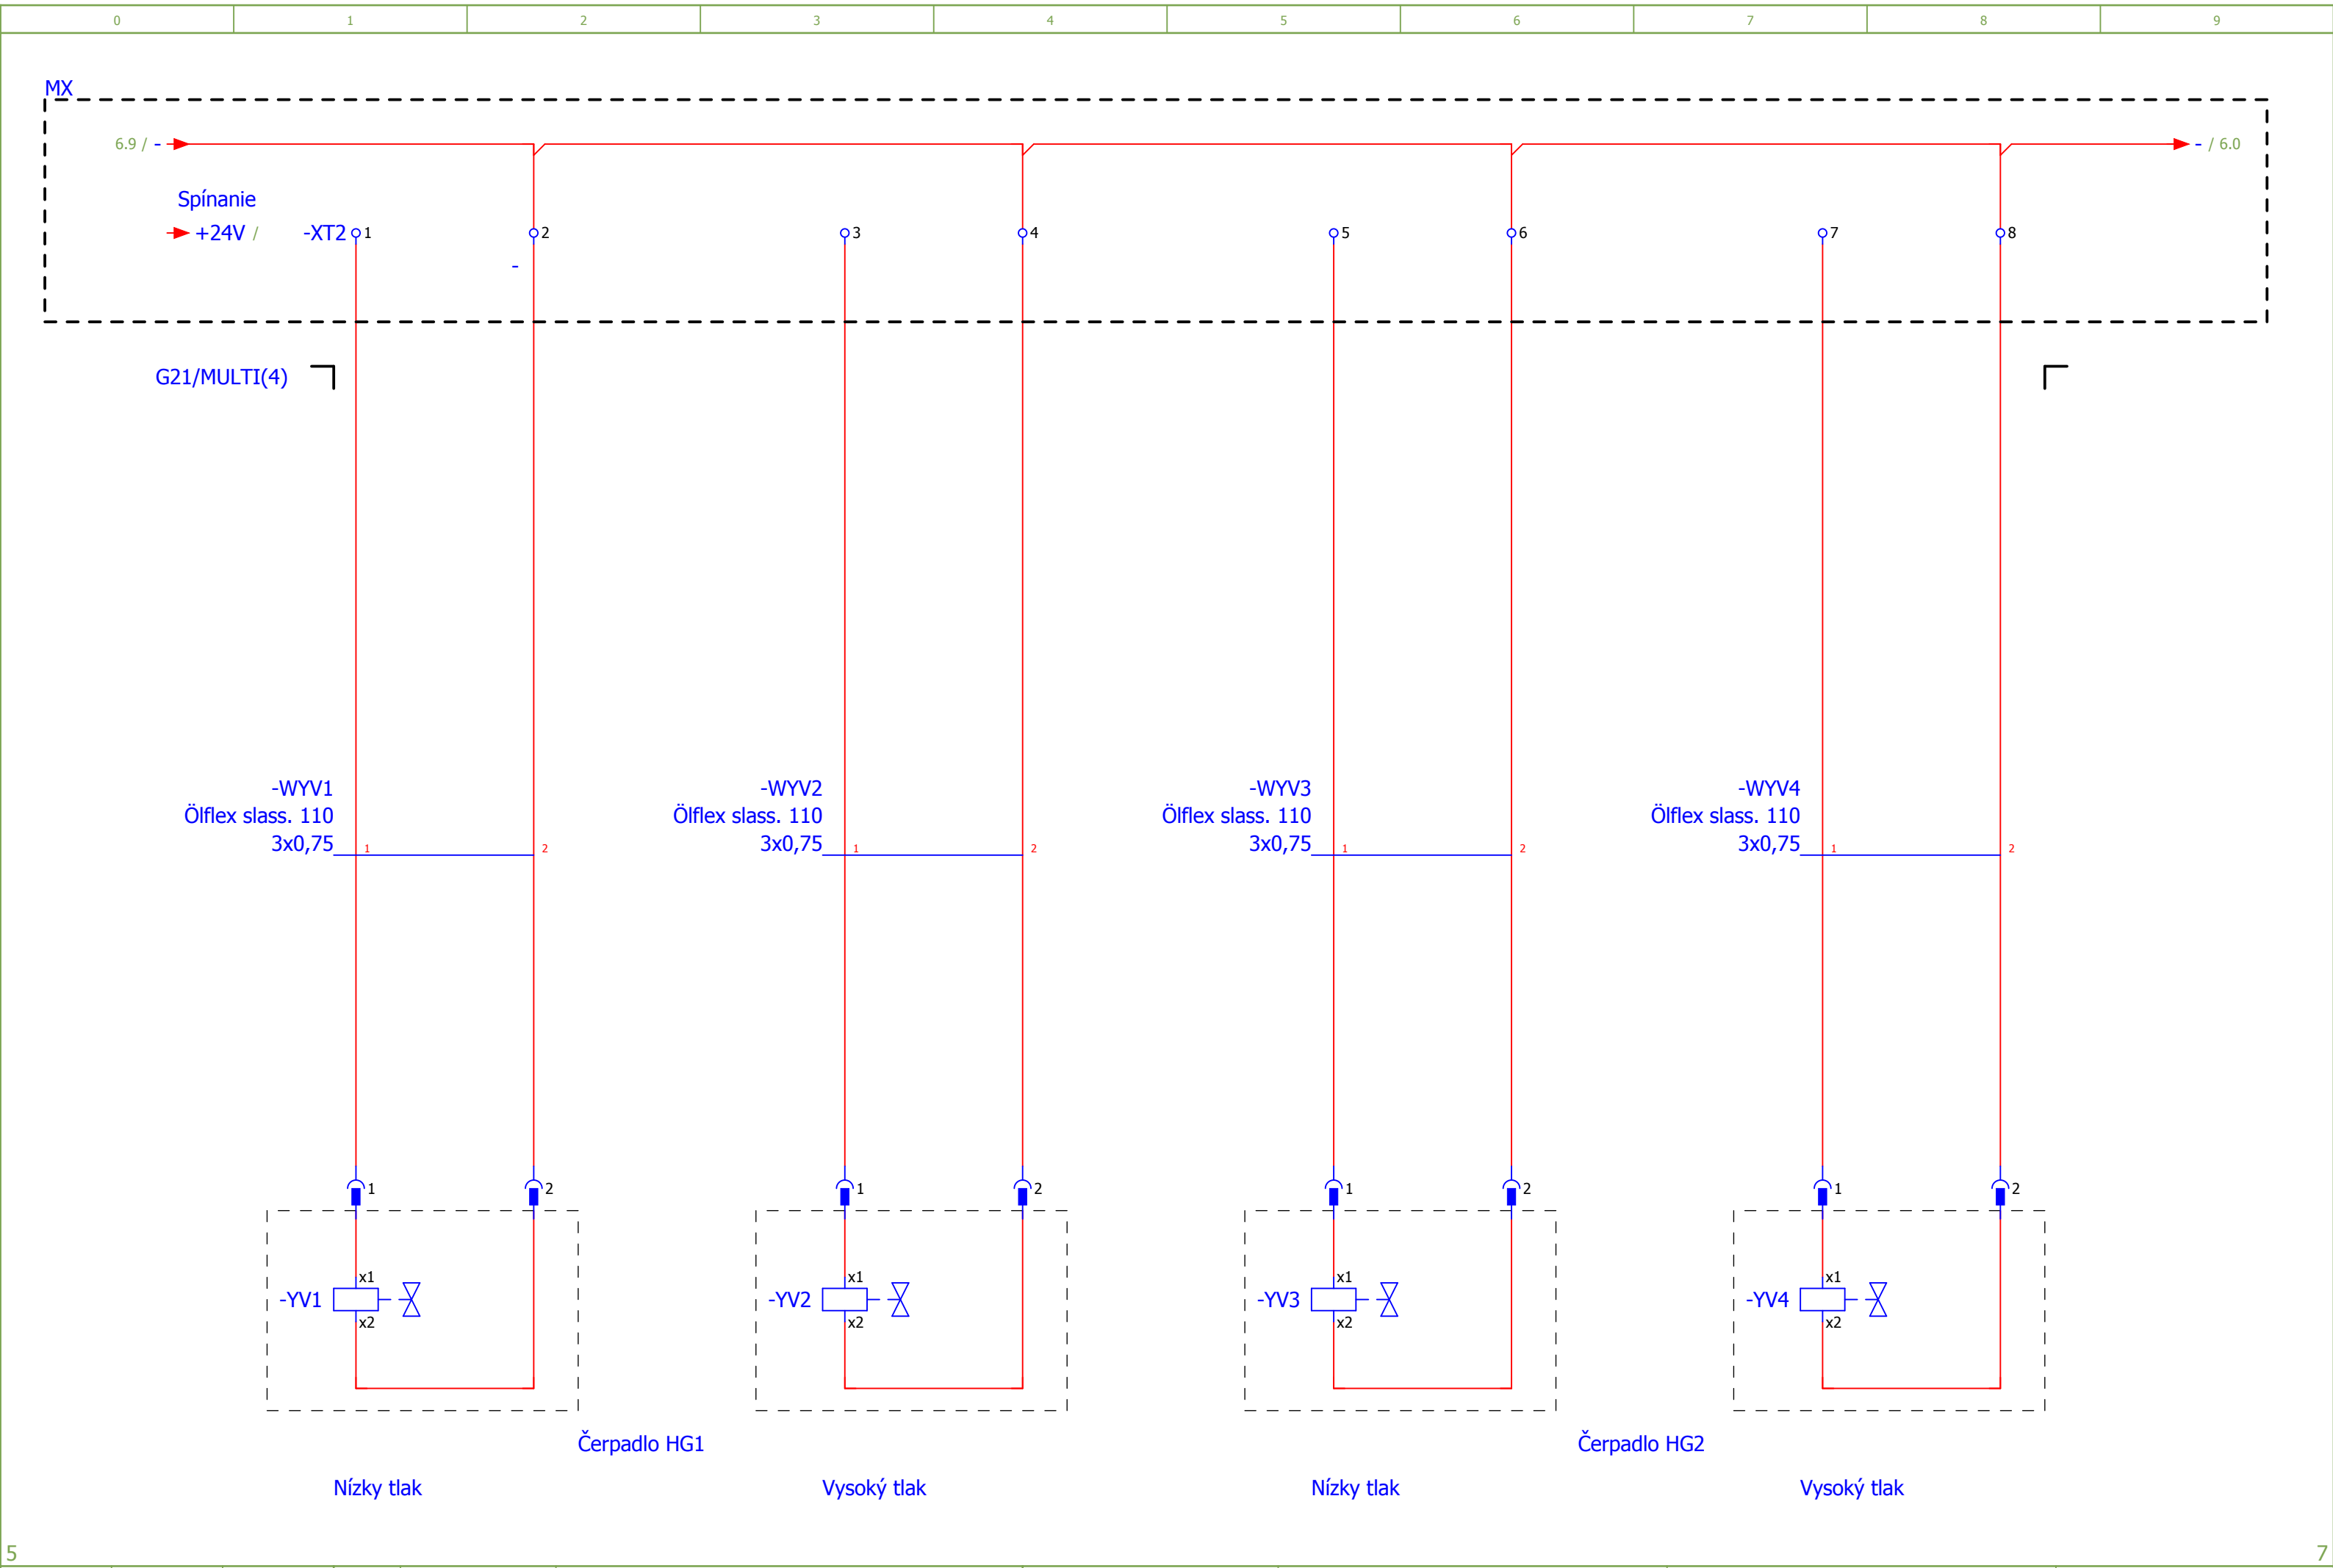 0 1 2 3 4 5 6 7 8 9
MX
6.9 / - - / 6.0
Spínanie
+24V / -XT2 1 2 3 4 5 6 7 8
-
G21/MULTI(4)
-WYV1 -WYV2 -WYV3 -WYV4
Ölflex slass. 110 Ölflex slass. 110 Ölflex slass. 110 Ölflex slass. 110
3x0,75 1 2 3x0,75 1 2 3x0,75 1 2 3x0,75 1 2
1 2 1 2 1 2 1 2
x1 x1 x1 x1
-YV1 -YV2 -YV3 -YV4
x2 x2 x2 x2
Čerpadlo HG1 Čerpadlo HG2
Nízky tlak Vysoký tlak Nízky tlak Vysoký tlak
5 7